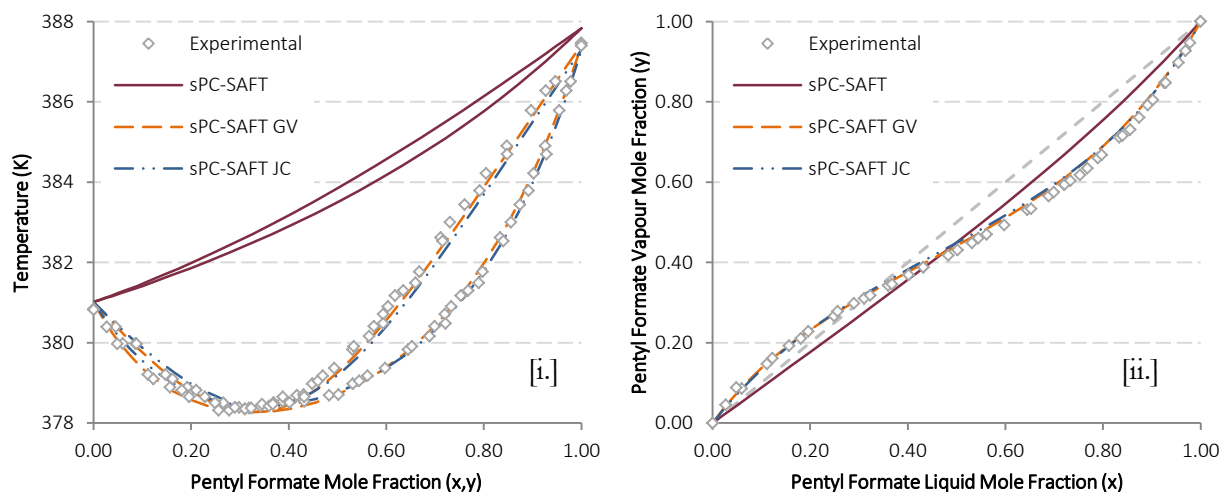 388
386
384
382
380
378
Temperature (K)
Experimental
sPC-SAFT
sPC-SAFT GV
sPC-SAFT JC
[i.]
0.00
0.20
0.40
0.60
0.80
1.00
Pentyl Formate Mole Fraction (x,y)
1.00
0.80
0.60
0.40
0.20
0.00
Pentyl Formate Vapour Mole Fraction (y)
Experimental
sPC-SAFT
sPC-SAFT GV
sPC-SAFT JC
[ii.]
0.00
0.20
0.40
0.60
0.80
1.00
Pentyl Formate Liquid Mole Fraction (x)